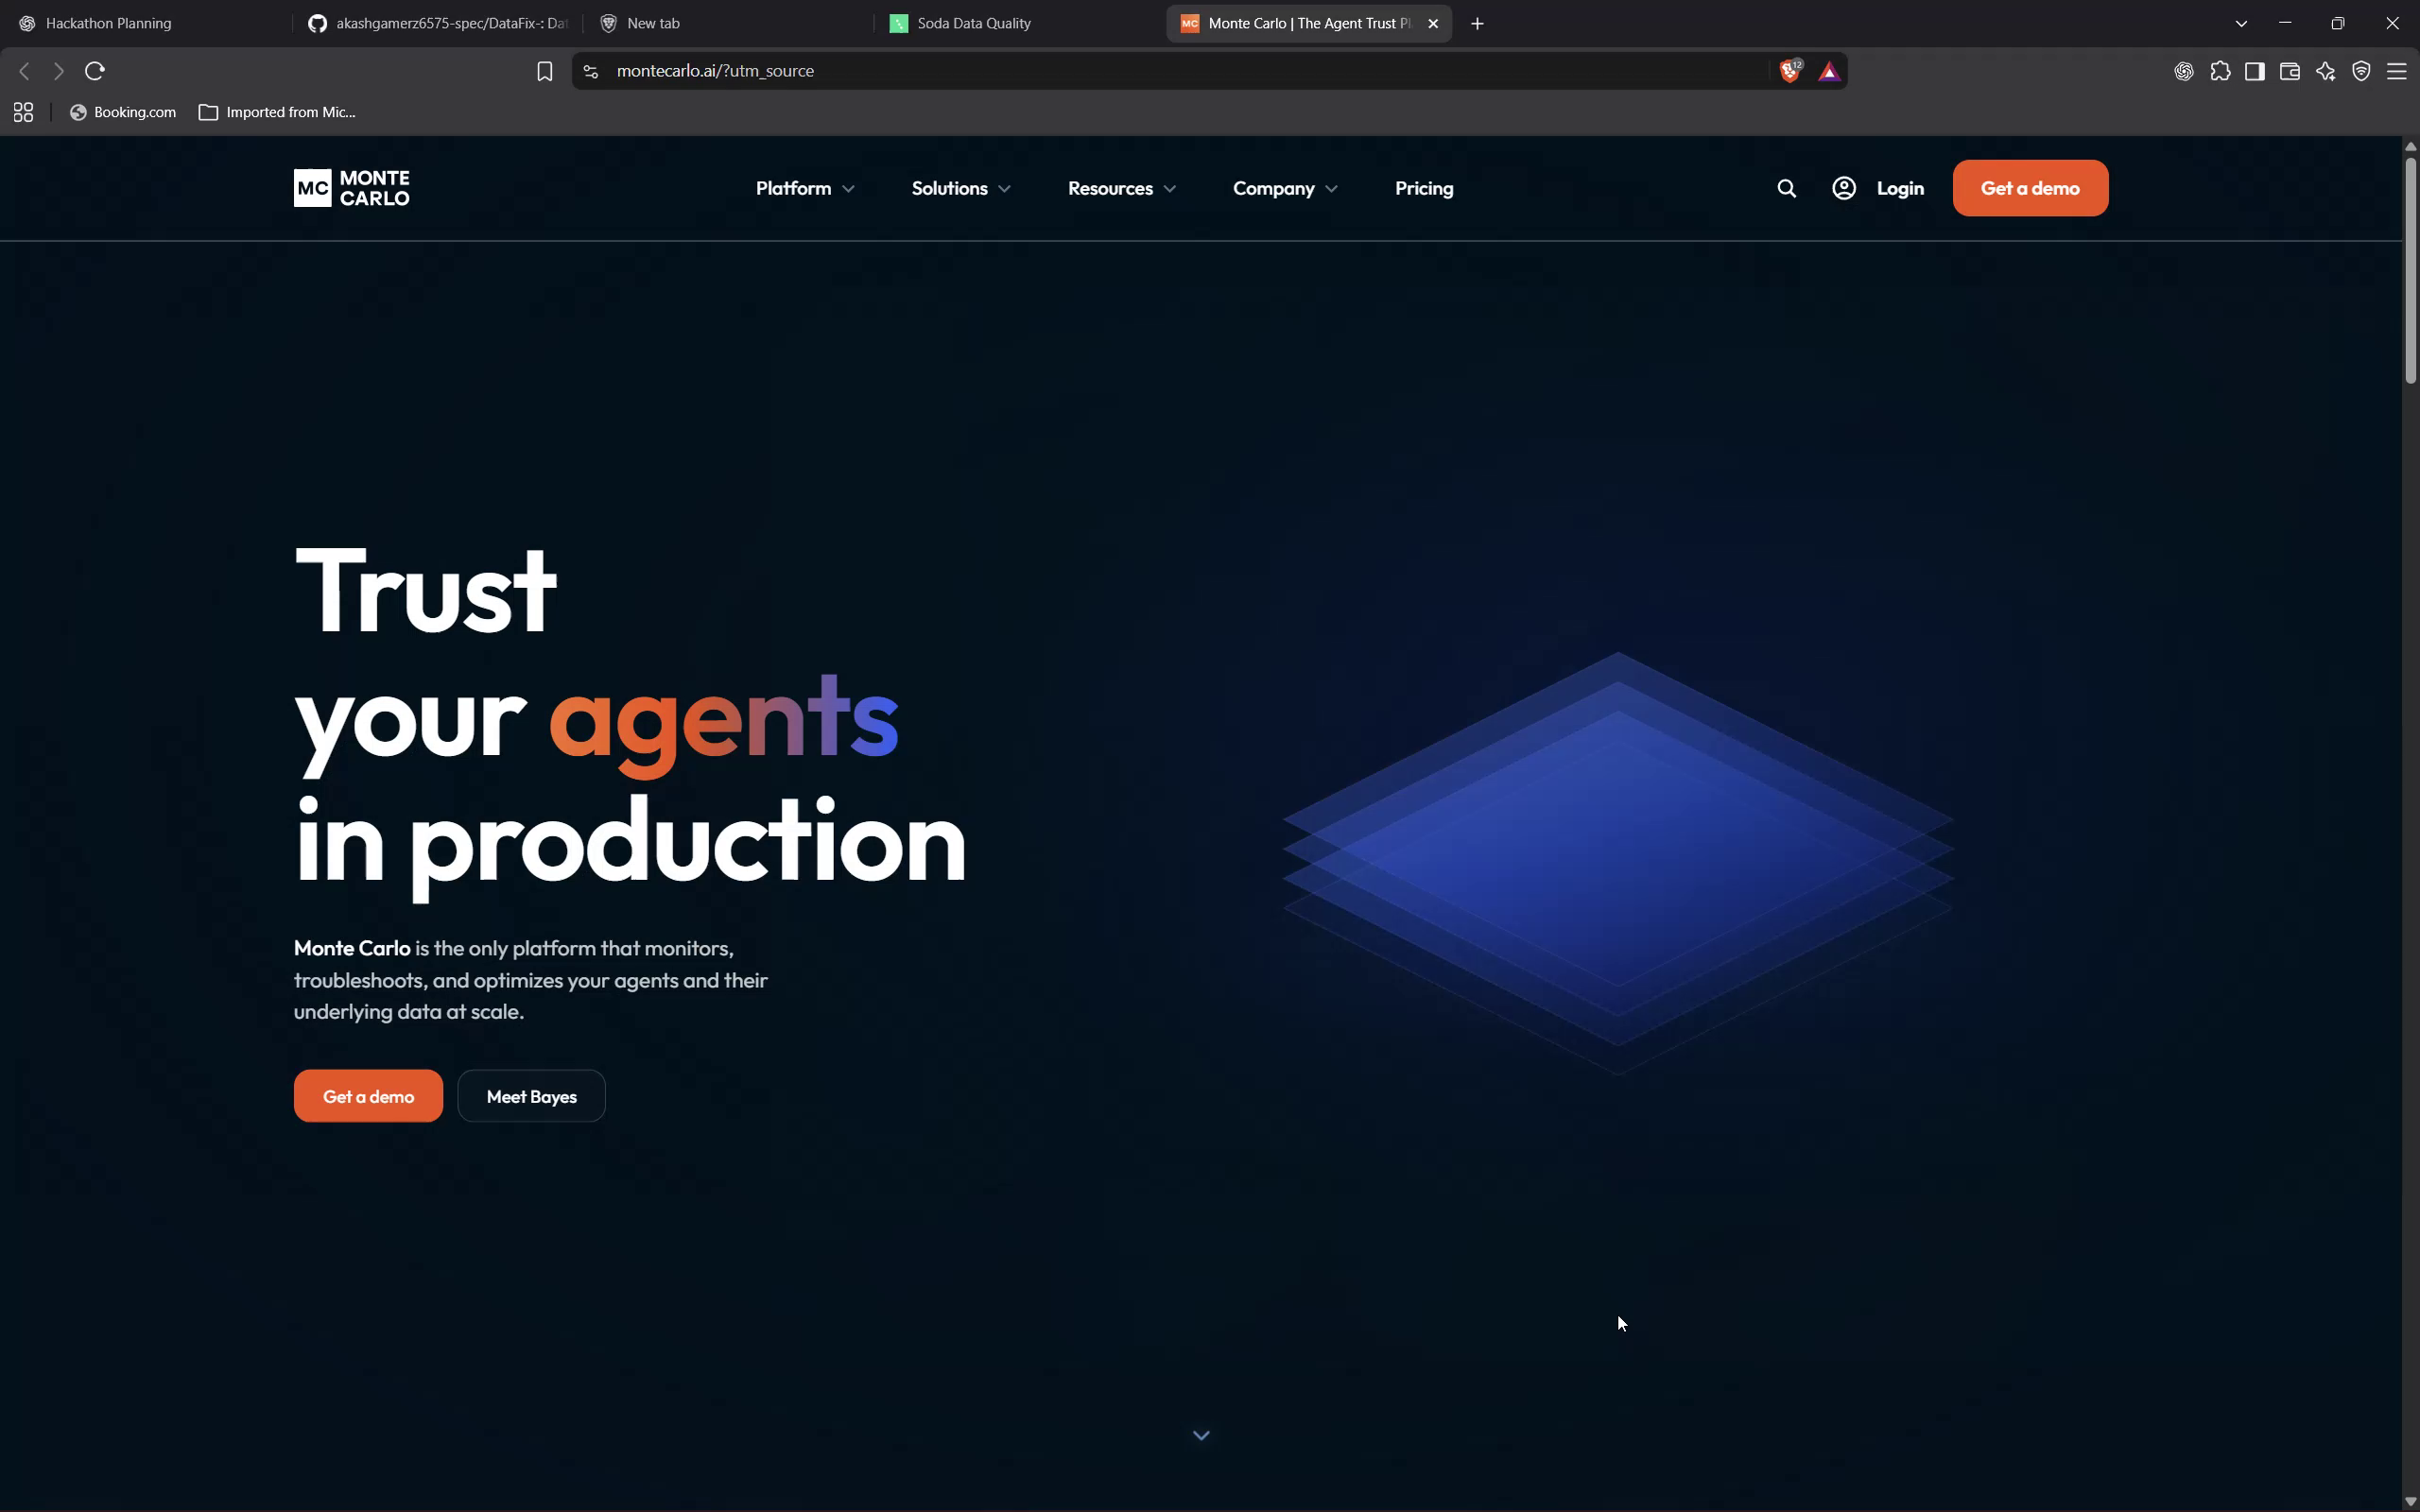 Hackathon Planning
akashgamerz6575-spec/DataFix-: Dat
New tab
Soda Data Quality
MC
Monte Carlo | The Agent Trust Pl
montecarlo.ai/?utm_source
12
Booking.com
Imported from Mic...
MC MONTE
CARLO
Platform
Solutions
Resources
Company
Pricing
Login
Get a demo
Trust
your agents
in production
Monte Carlo is the only platform that monitors,
troubleshoots, and optimizes your agents and their
underlying data at scale.
Get a demo
Meet Bayes